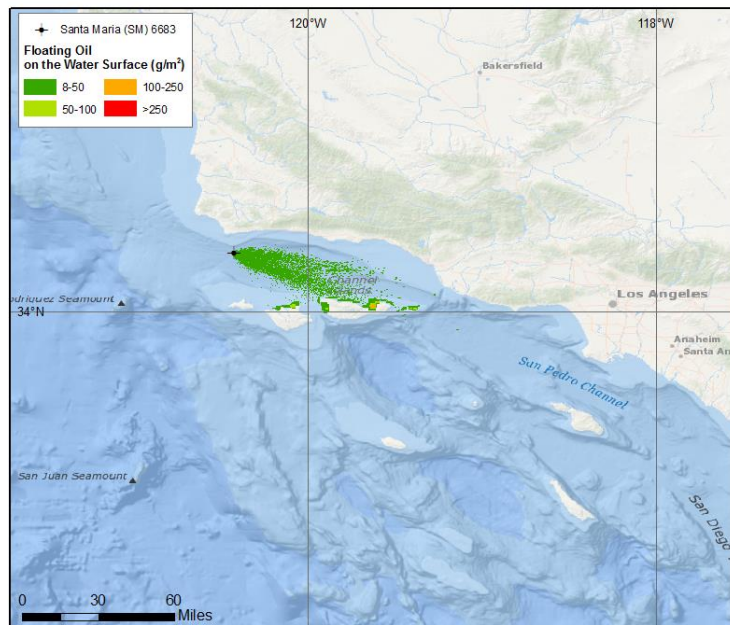 120°W
118°W
Santa Maria (SM) 6683
Floating Oil
on the Water Surface (g/m²)
8-50
100-250
50-100
>250
Bakersfield
Channel
Los Angeles
Seamount
34°N
Anaheim
Santa An
San Pedro Channel
San Juan Seamount
San Diego
0
30
60
Miles